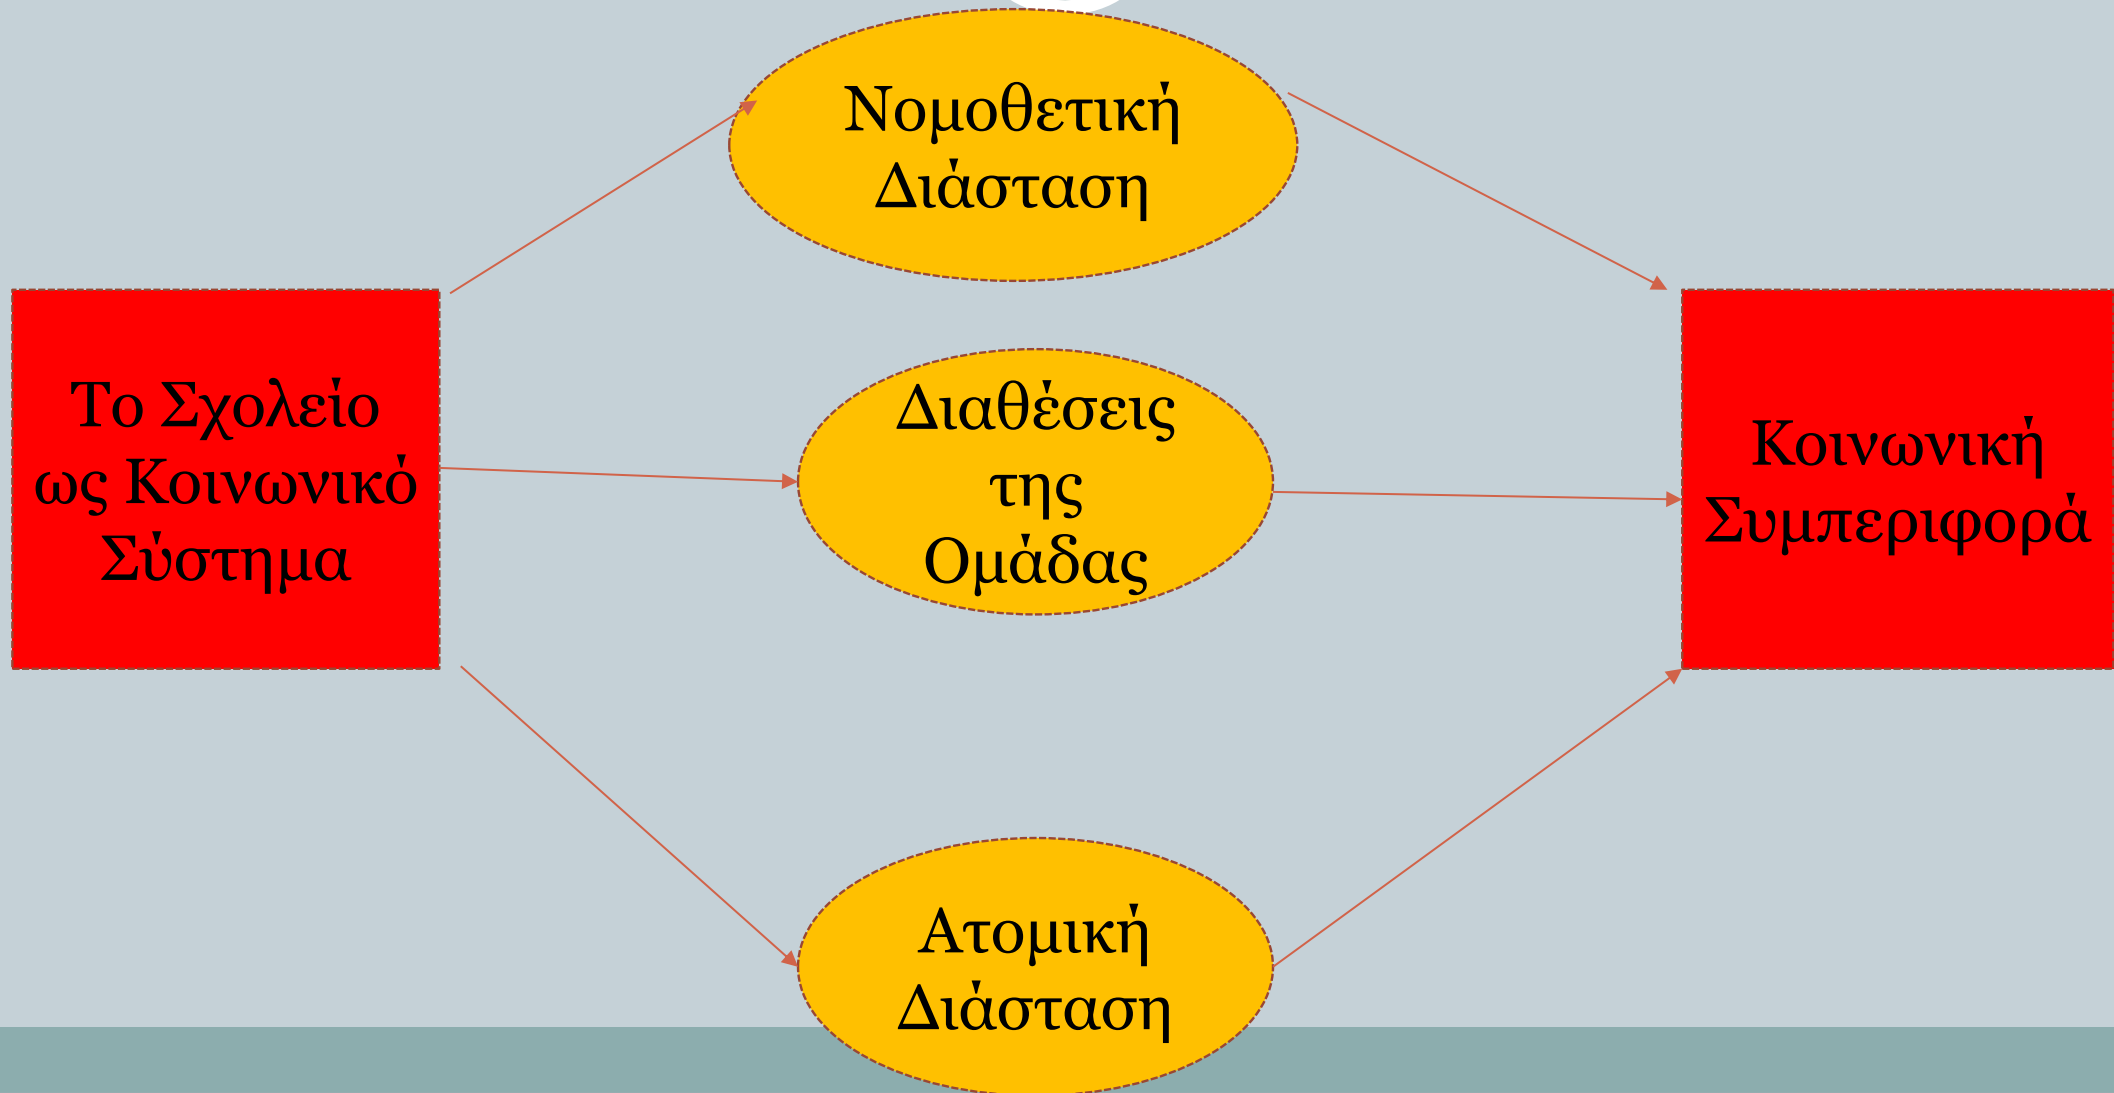 Νομοθετική
Διάσταση
Το Σχολείο
ως Κοινωνικό
Σύστημα
Διαθέσεις
της
Ομάδας
Κοινωνική
Συμπεριφορά
Ατομική
Διάσταση